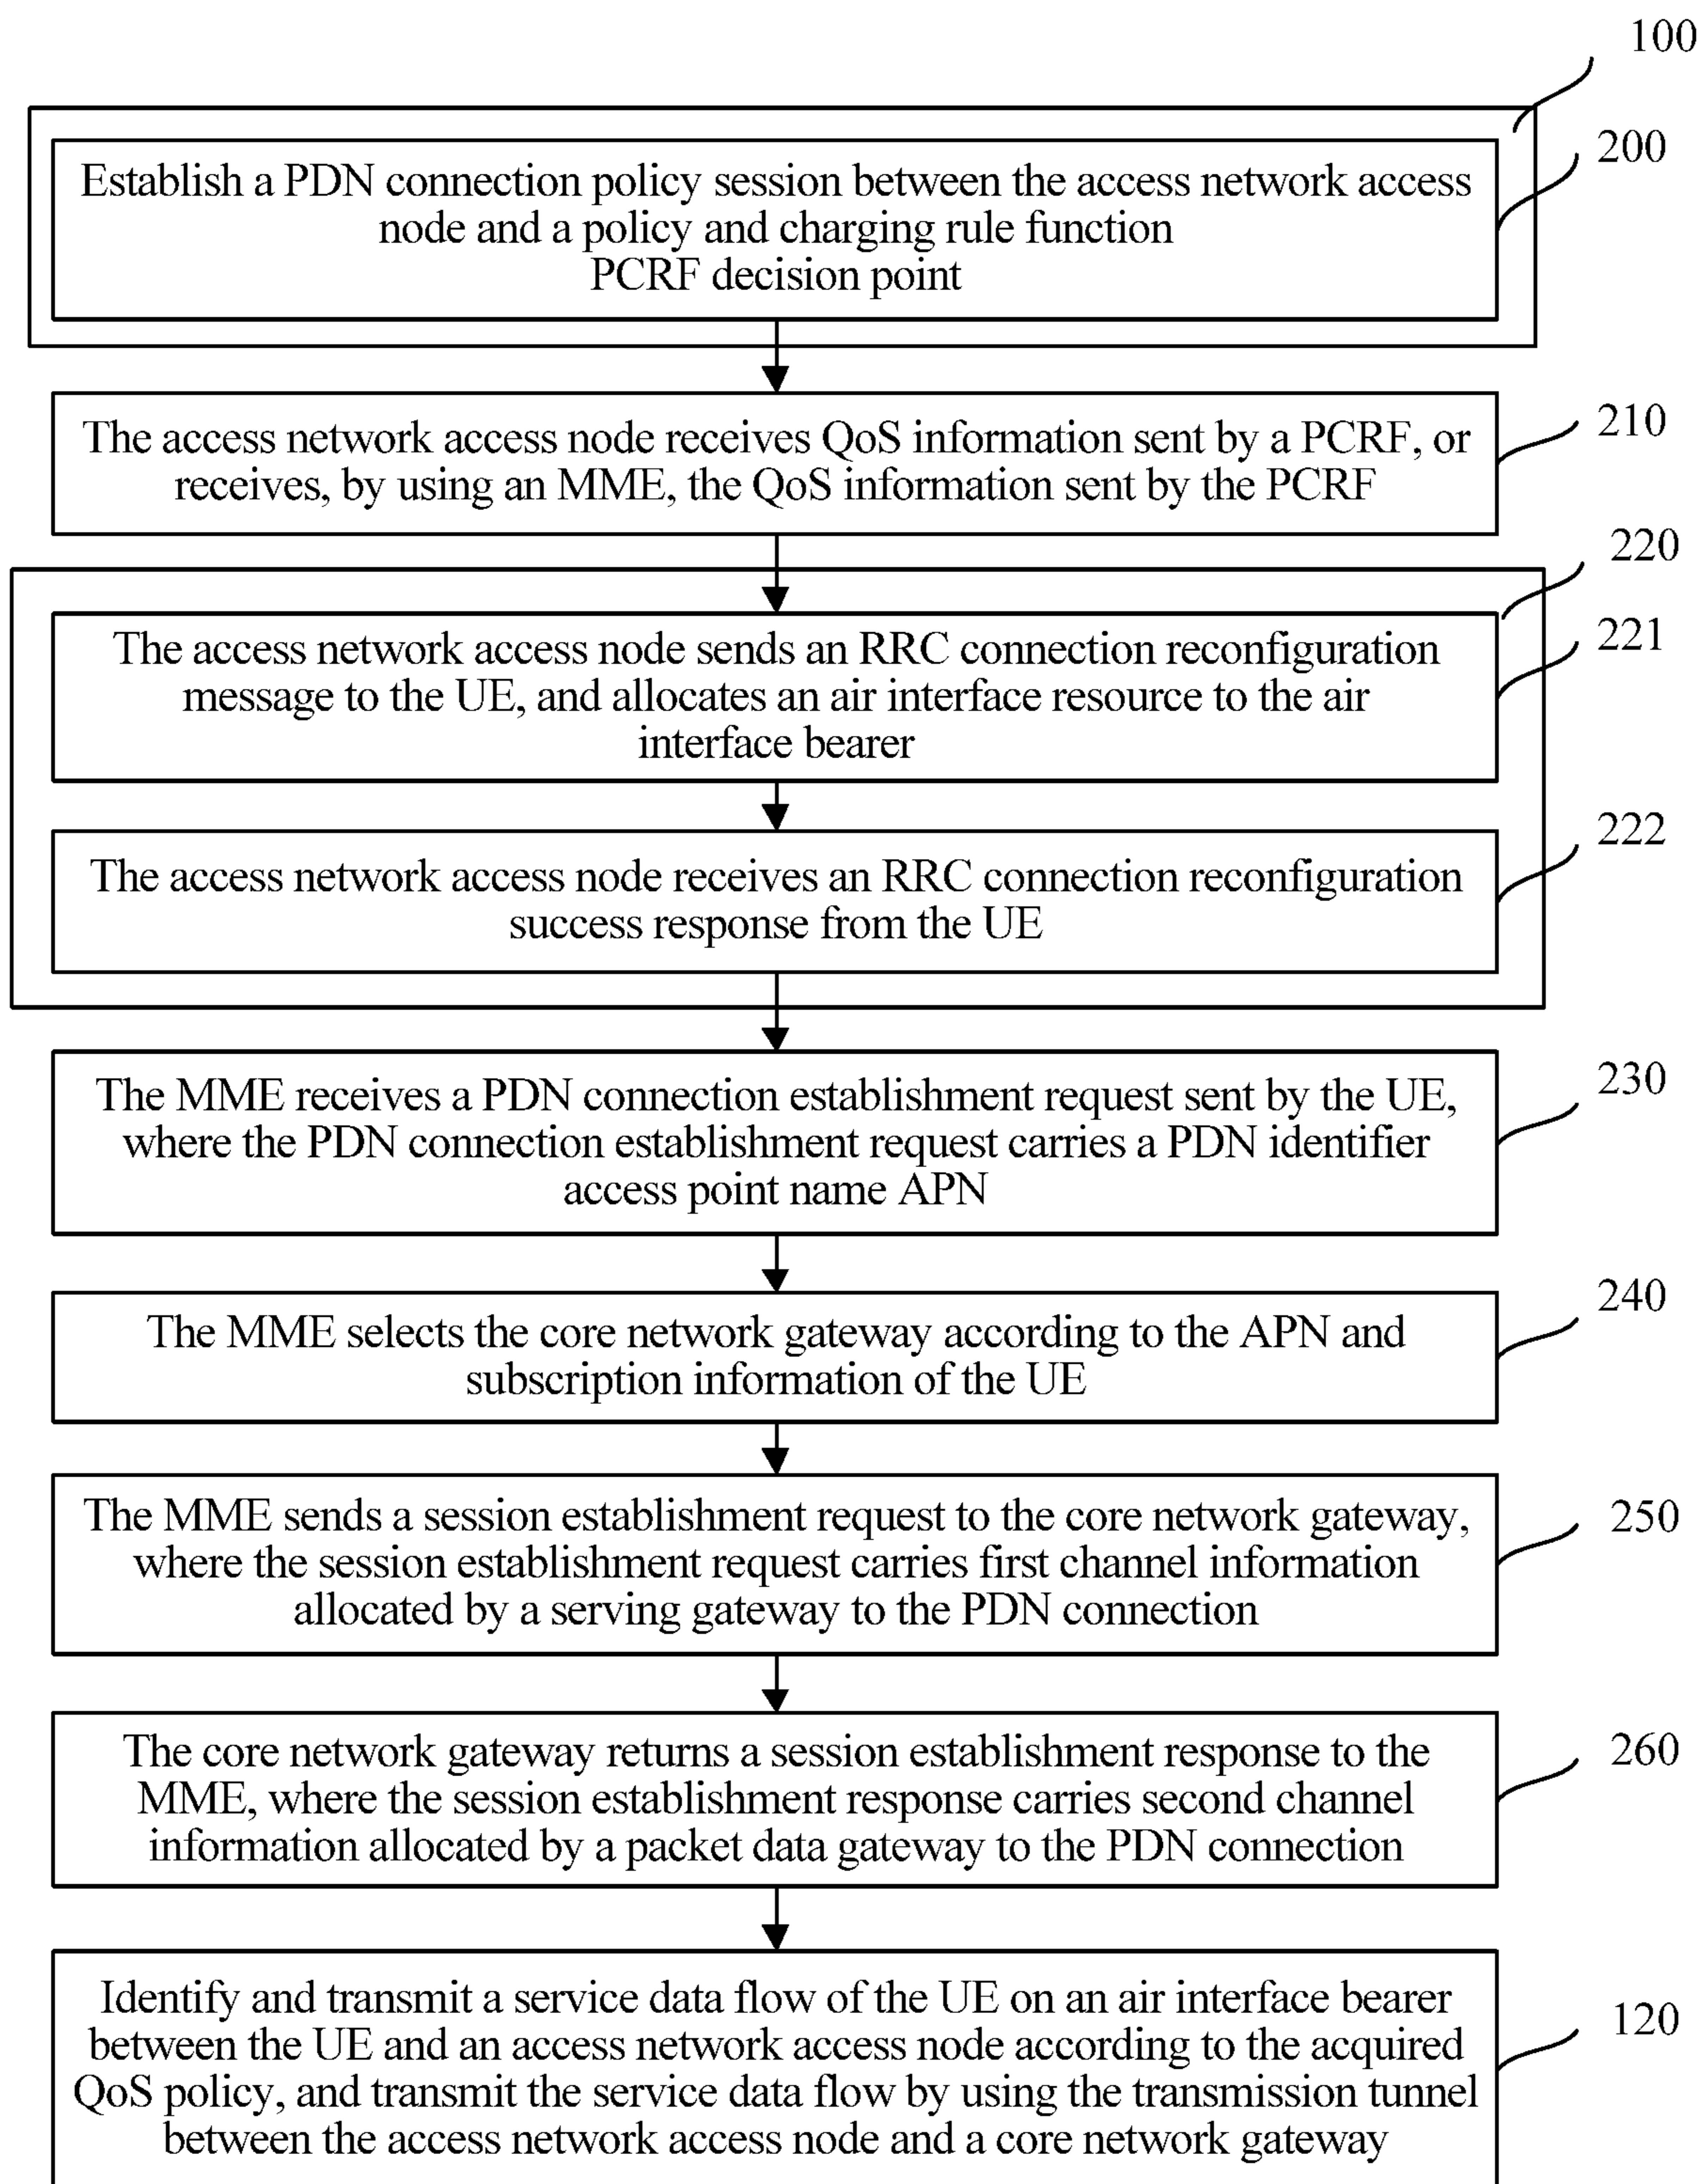 100
200
Establish a PDN connection policy session between the access network access
node and a policy and charging rule function
PCRF decision point
210
The access network access node receives QoS information sent by a PCRF, or
receives, by using an MME, the QoS information sent by the PCRF
220
221
The access network access node sends an RRC connection reconfiguration
message to the UE, and allocates an air interface resource to the air
interface bearer
222
The access network access node receives an RRC connection reconfiguration
success response from the UE
230
The MME receives a PDN connection establishment request sent by the UE,
where the PDN connection establishment request carries a PDN identifier
access point name APN
240
The MME selects the core network gateway according to the APN and
subscription information of the UE
250
The MME sends a session establishment request to the core network gateway,
where the session establishment request carries first channel information
allocated by a serving gateway to the PDN connection
260
The core network gateway returns a session establishment response to the
MME, where the session establishment response carries second channel
information allocated by a packet data gateway to the PDN connection
120
Identify and transmit a service data flow of the UE on an air interface bearer
between the UE and an access network access node according to the acquired
QoS policy, and transmit the service data flow by using the transmission tunnel
between the access network access node and a core network gateway